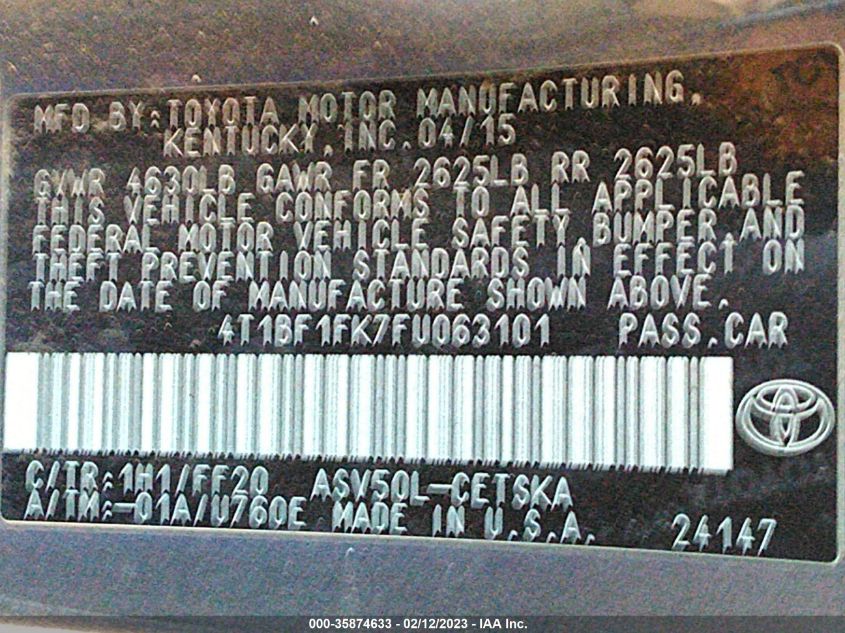 MFD BY:TOYOTA MOTOR MANUFACTURING,
KENTUCKY,INC.04/15
GVWR 4630LB GAWR FR 2625LB RR 2625LB
THIS VEHICLE CONFORMS TO ALL APPLICABLE
FEDERAL MOTOR VEHICLE SAFETY,BUMPER,AND
THEFT PREVENTION STANDARDS IN EFFECT ON
THE DATE OF MANUFACTURE SHOWN ABOVE.
4T1BF1FK7FU063101 PASS.CAR
C/TR:1H1/FF20 ASV50L-CETSKA
A/TM:-01A/U760E MADE IN U.S.A. 24147
000-35874633 - 02/12/2023 - IAA Inc.